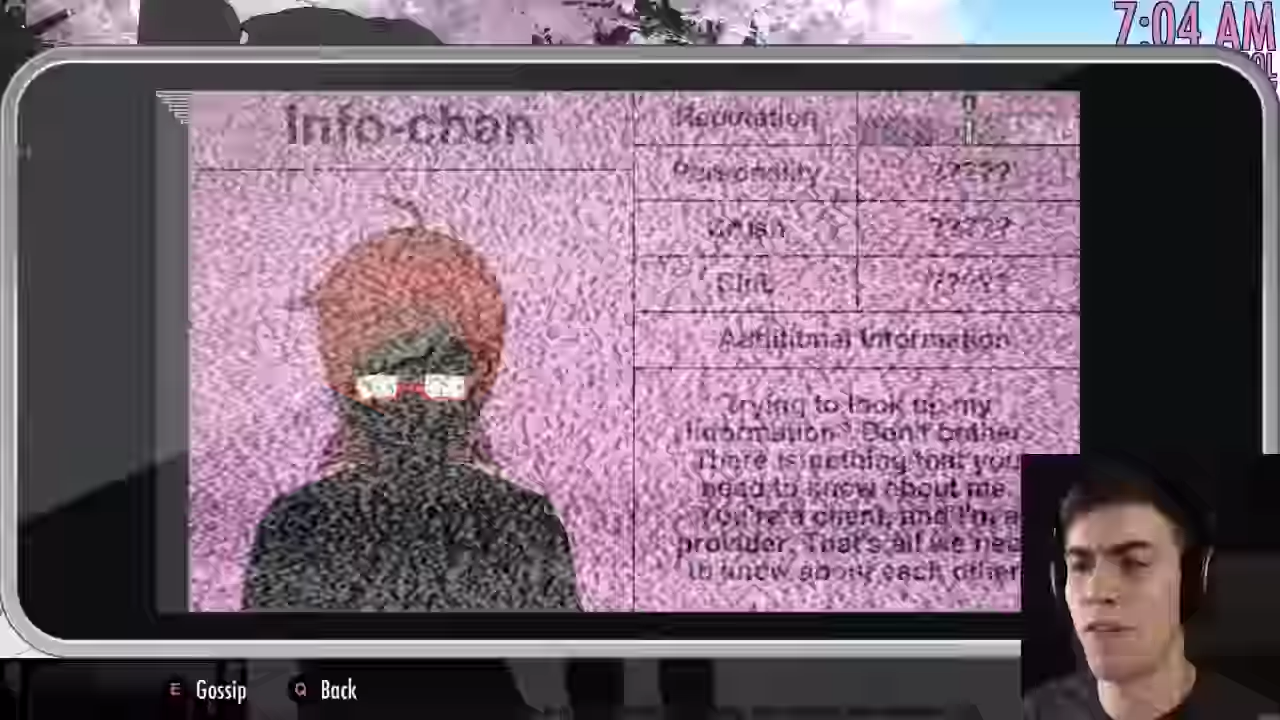 7:04 AM
Info-chan
Reputation
Personality ?????
Crush ?????
Club ?????
Additional Information
Trying to look up my
information? Don't bother.
There is nothing that you
need to know about me.
You're a client, and I'm a
provider. That's all we need
to know about each other
E Gossip
Q Back